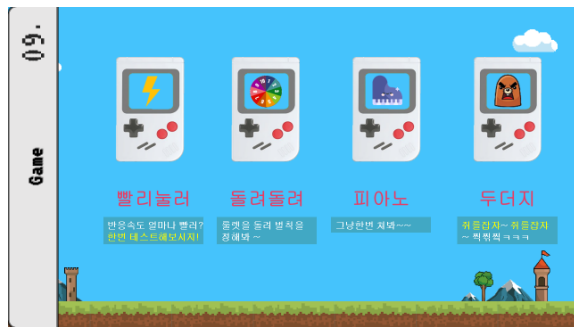 09.
Game
빨리눌러
돌려돌려
피아노
두더지
반응속도 얼마나 빨러?
한번 테스트해보시지!
룰렛을 돌려 벌칙을
정해봐 ~
그냥한번 쳐봐~~
쥐를잡자~ 쥐를잡자
~ 찍찍찍ㅋㅋㅋ